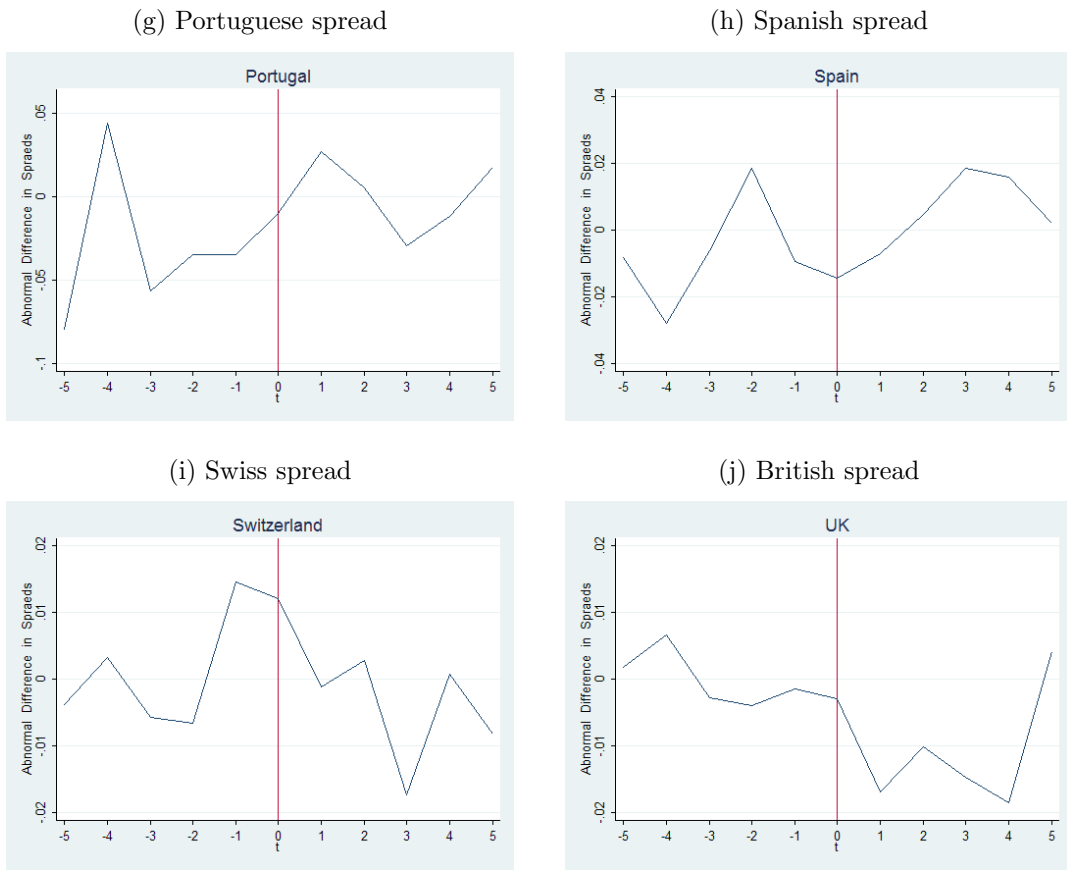 (g) Portuguese spread
Portugal
Abnormal Difference in Spraeds
.05
0
-.05
-.1
-5 -4 -3 -2 -1 0 1 2 3 4 5
t
(h) Spanish spread
Spain
Abnormal Difference in Spraeds
.04
.02
0
-.02
-.04
-5 -4 -3 -2 -1 0 1 2 3 4 5
t
(i) Swiss spread
Switzerland
Abnormal Difference in Spraeds
.02
.01
0
-.01
-.02
-5 -4 -3 -2 -1 0 1 2 3 4 5
t
(j) British spread
UK
Abnormal Difference in Spraeds
.02
.01
0
-.01
-.02
-5 -4 -3 -2 -1 0 1 2 3 4 5
t